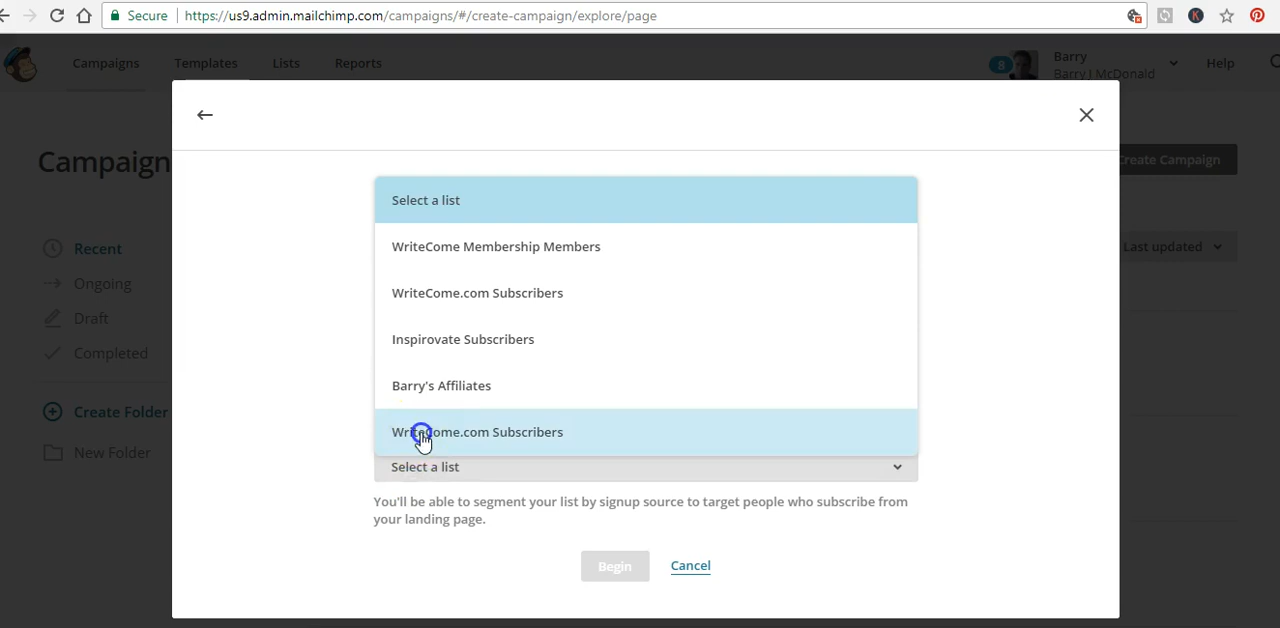 Secure
https://us9.admin.mailchimp.com/campaigns/#/create-campaign/explore/page
Campaigns
Templates
Lists
Reports
8
Barry
Barry J McDonald
Help
Campaign
Create Campaign
Recent
Last updated
Ongoing
Draft
Completed
Create Folder
New Folder
Select a list
WriteCome Membership Members
WriteCome.com Subscribers
Inspirovate Subscribers
Barry's Affiliates
WriteCome.com Subscribers
Select a list
You'll be able to segment your list by signup source to target people who subscribe from
your landing page.
Begin
Cancel